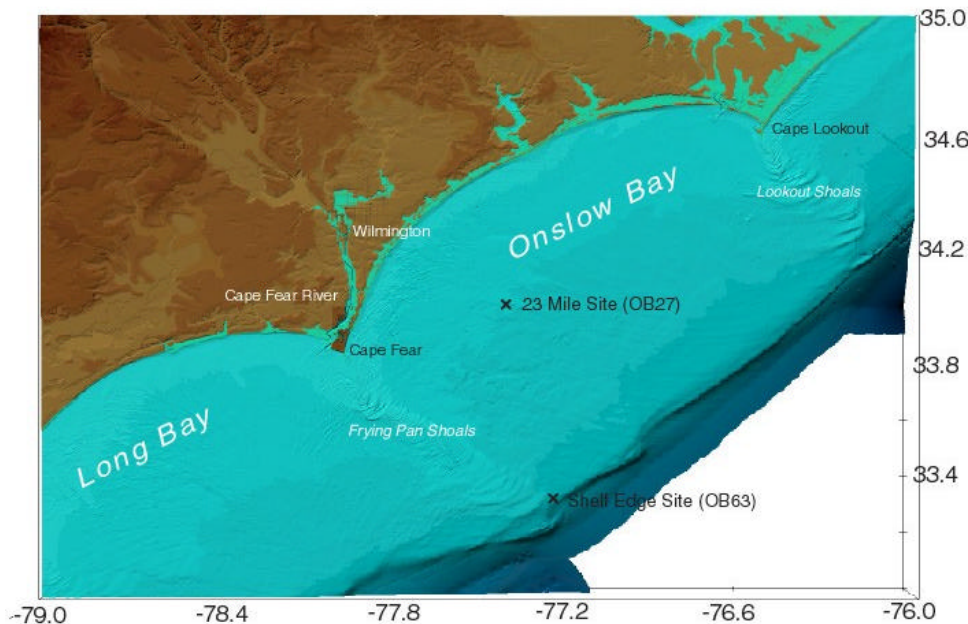 35.0
Cape Lookout
34.6
Lookout Shoals
Onslow Bay
Wilmington
34.2
Cape Fear River
23 Mile Site (OB27)
Cape Fear
33.8
Long Bay
Frying Pan Shoals
33.4
Shelf Edge Site (OB63)
-79.0 -78.4 -77.8 -77.2 -76.6 -76.0